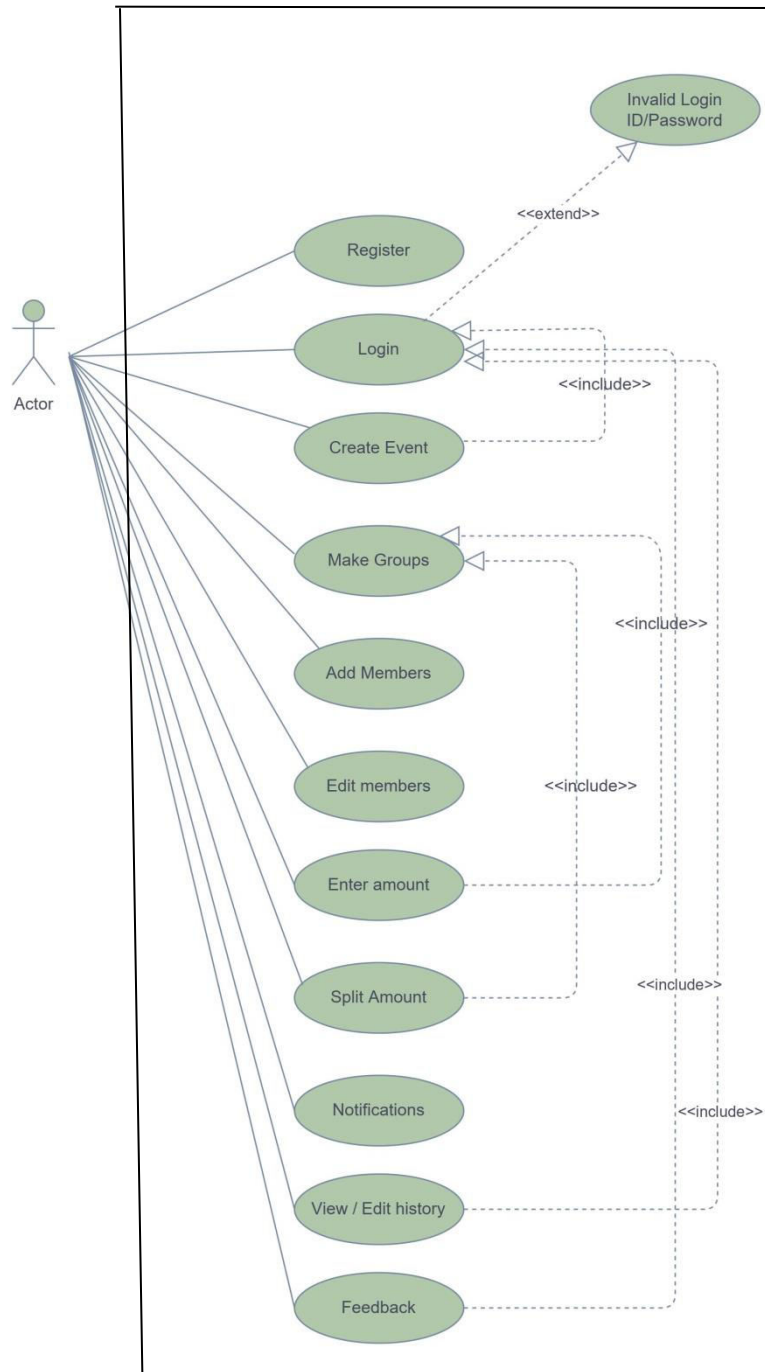 Invalid Login
ID/Password
<<extend>>
Register
Login
<<include>>
Actor
Create Event
Make Groups
<<include>>
Add Members
Edit members
<<include>>
Enter amount
<<include>>
Split Amount
Notifications
<<include>>
View / Edit history
Feedback